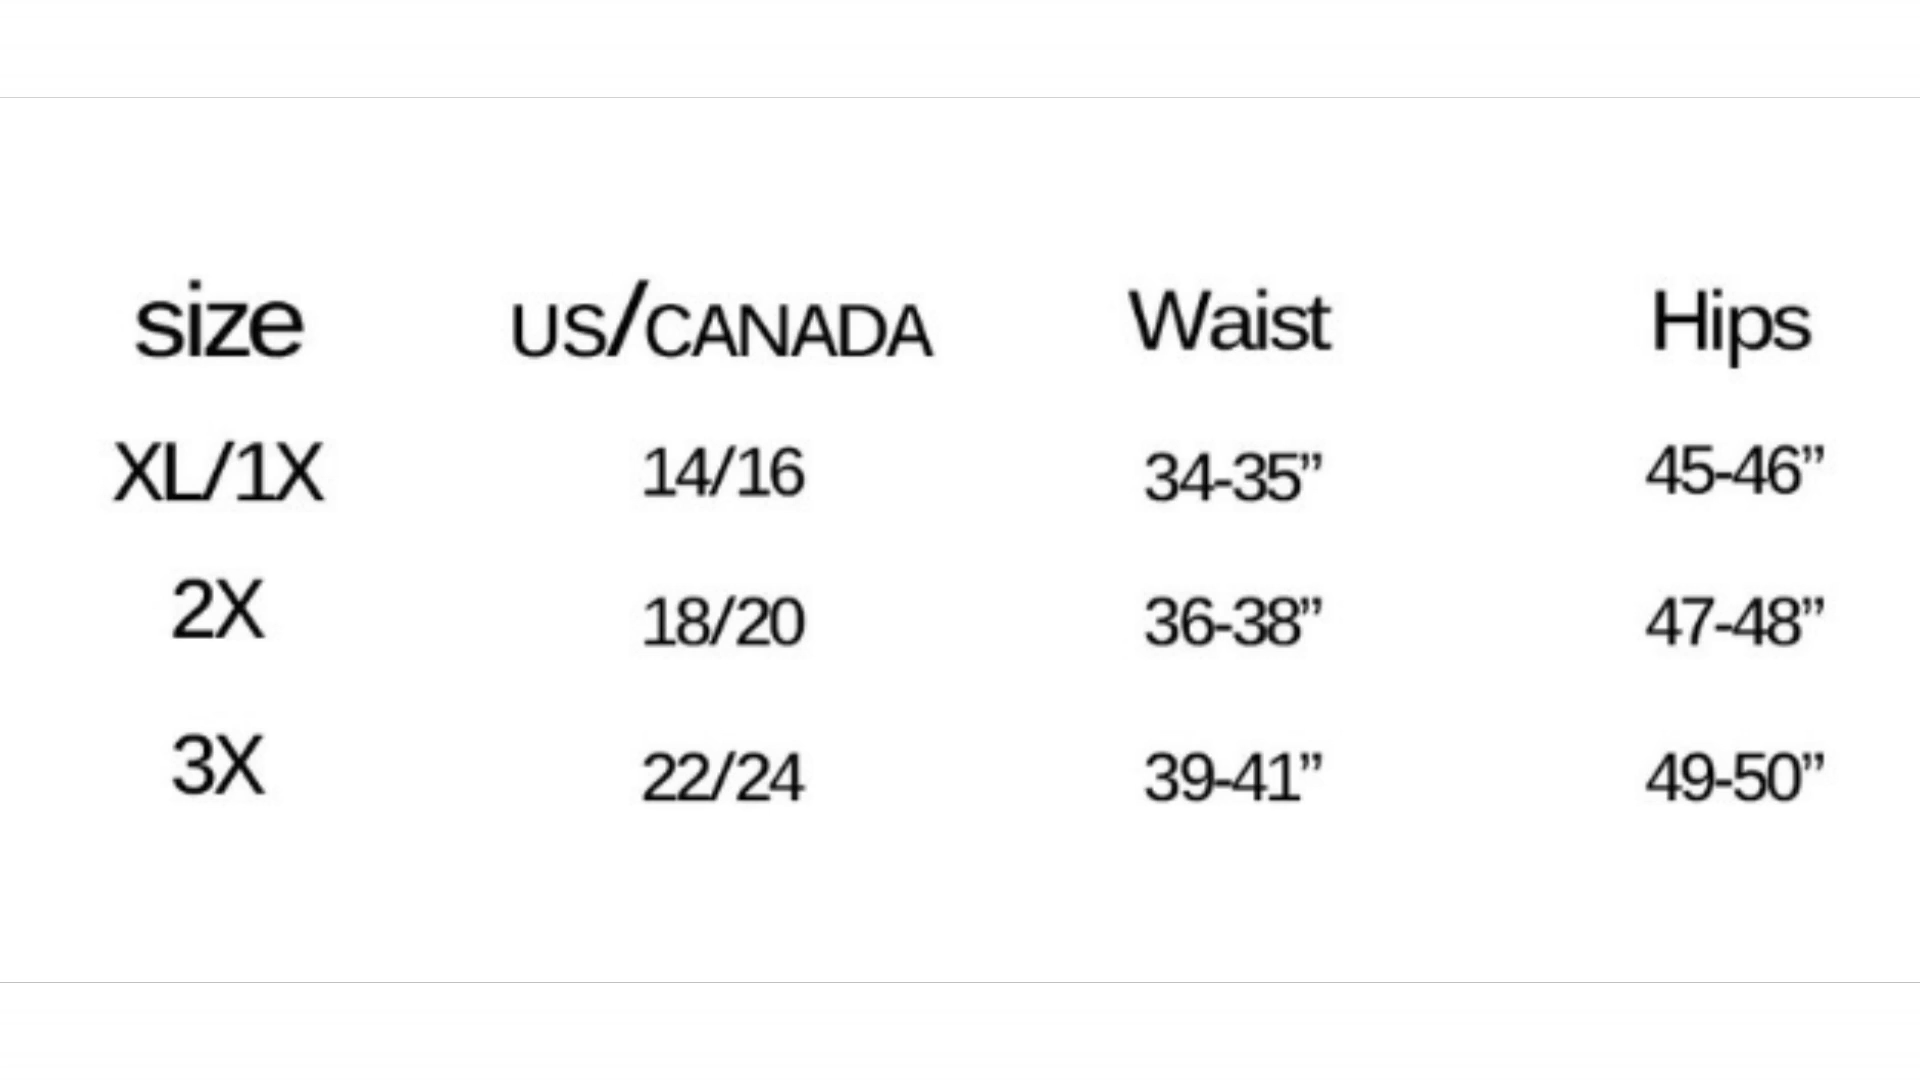 size US/CANADA Waist Hips
XL/1X 14/16 34-35” 45-46”
2X 18/20 36-38” 47-48”
3X 22/24 39-41” 49-50”